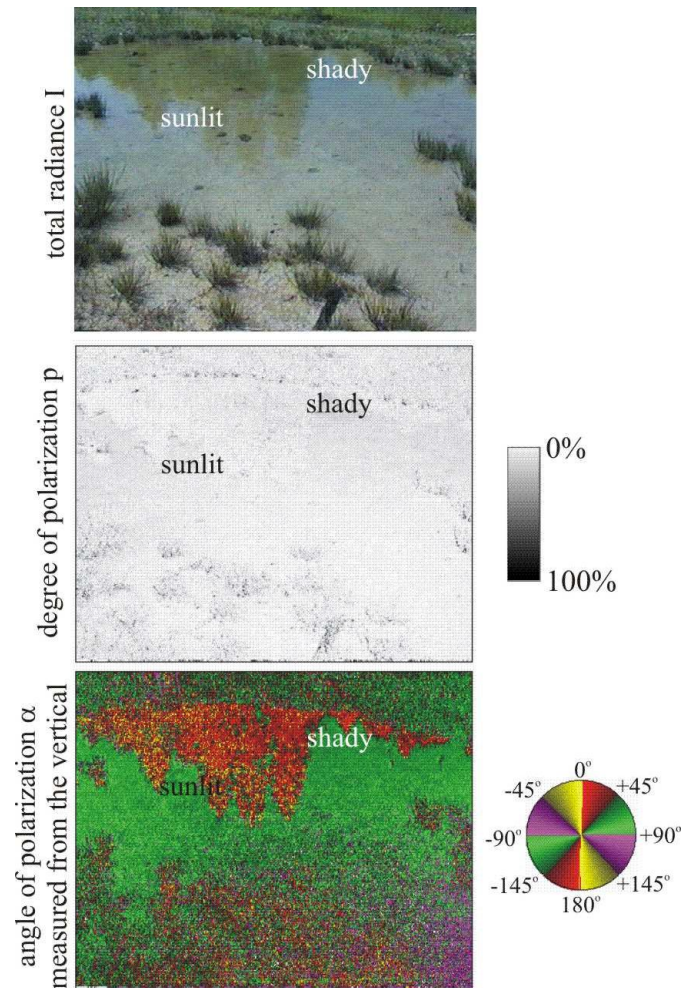 total radiance I
shady
sunlit
degree of polarization p
shady
sunlit
0%
100%
angle of polarization α
measured from the vertical
shady
sunlit
0°
-45°
+45°
-90°
+90°
-145°
+145°
180°